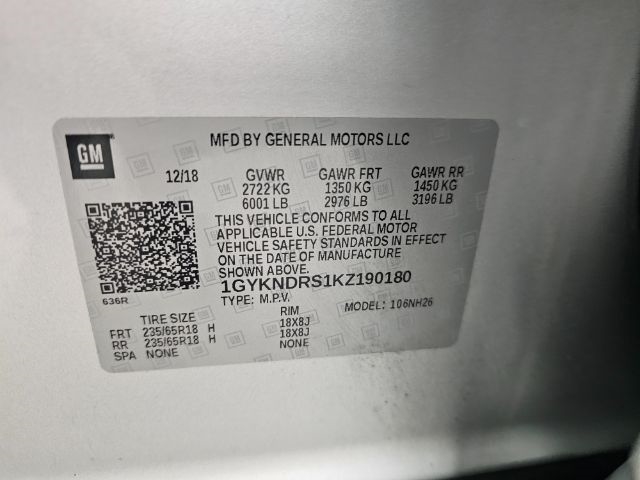 GM
MFD BY GENERAL MOTORS LLC
12/18 GVWR GAWR FRT GAWR RR
2722 KG 1350 KG 1450 KG
6001 LB 2976 LB 3196 LB
THIS VEHICLE CONFORMS TO ALL
APPLICABLE U.S. FEDERAL MOTOR
VEHICLE SAFETY STANDARDS IN EFFECT
ON THE DATE OF MANUFACTURE
SHOWN ABOVE.
636R
1GYKNDRS1KZ190180
TYPE: M.P.V. MODEL: 106NH26
TIRE SIZE RIM
FRT 235/65R18 H 18X8J
RR 235/65R18 H 18X8J
SPA NONE NONE